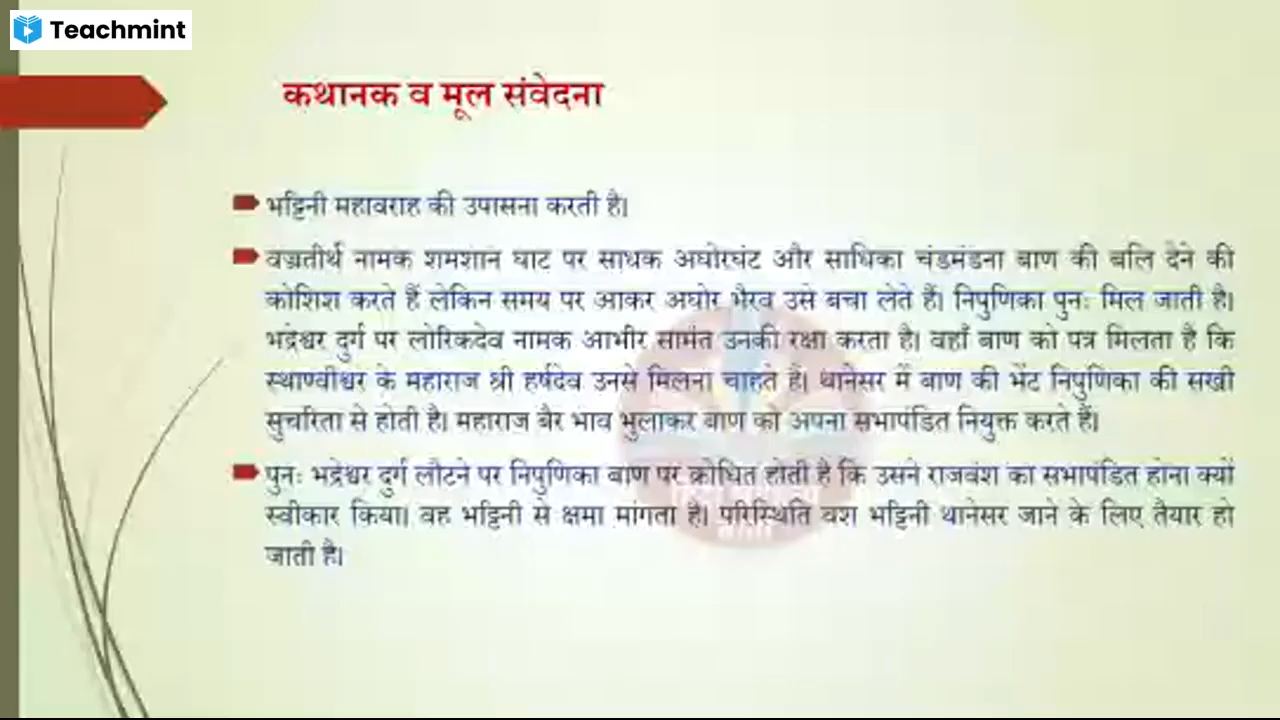 Teachmint
कथानक व मूल संवेदना
भट्टिनी महावराह की उपासना करती है।
वज्रतीर्थ नामक शमशान घाट पर साधक अघोरघंट और साधिका चंडमंडना बाण की बलि देने की
कोशिश करते हैं लेकिन समय पर आकर अघोर भैरव उसे बचा लेते हैं। निपुणिका पुनः मिल जाती है।
भद्रेश्वर दुर्ग पर लोरिकदेव नामक आभीर सामंत उनकी रक्षा करता है। वहाँ बाण को पत्र मिलता है कि
स्थाण्वीश्वर के महाराज श्री हर्षदेव उनसे मिलना चाहते हैं। थानेसर में बाण की भेंट निपुणिका की सखी
सुचरिता से होती है। महाराज बैर भाव भुलाकर बाण को अपना सभापंडित नियुक्त करते हैं।
पुनः भद्रेश्वर दुर्ग लौटने पर निपुणिका बाण पर क्रोधित होती है कि उसने राजवंश का सभापंडित होना क्यों
स्वीकार किया। वह भट्टिनी से क्षमा मांगता है। परिस्थिति वश भट्टिनी थानेसर जाने के लिए तैयार हो
जाती है।